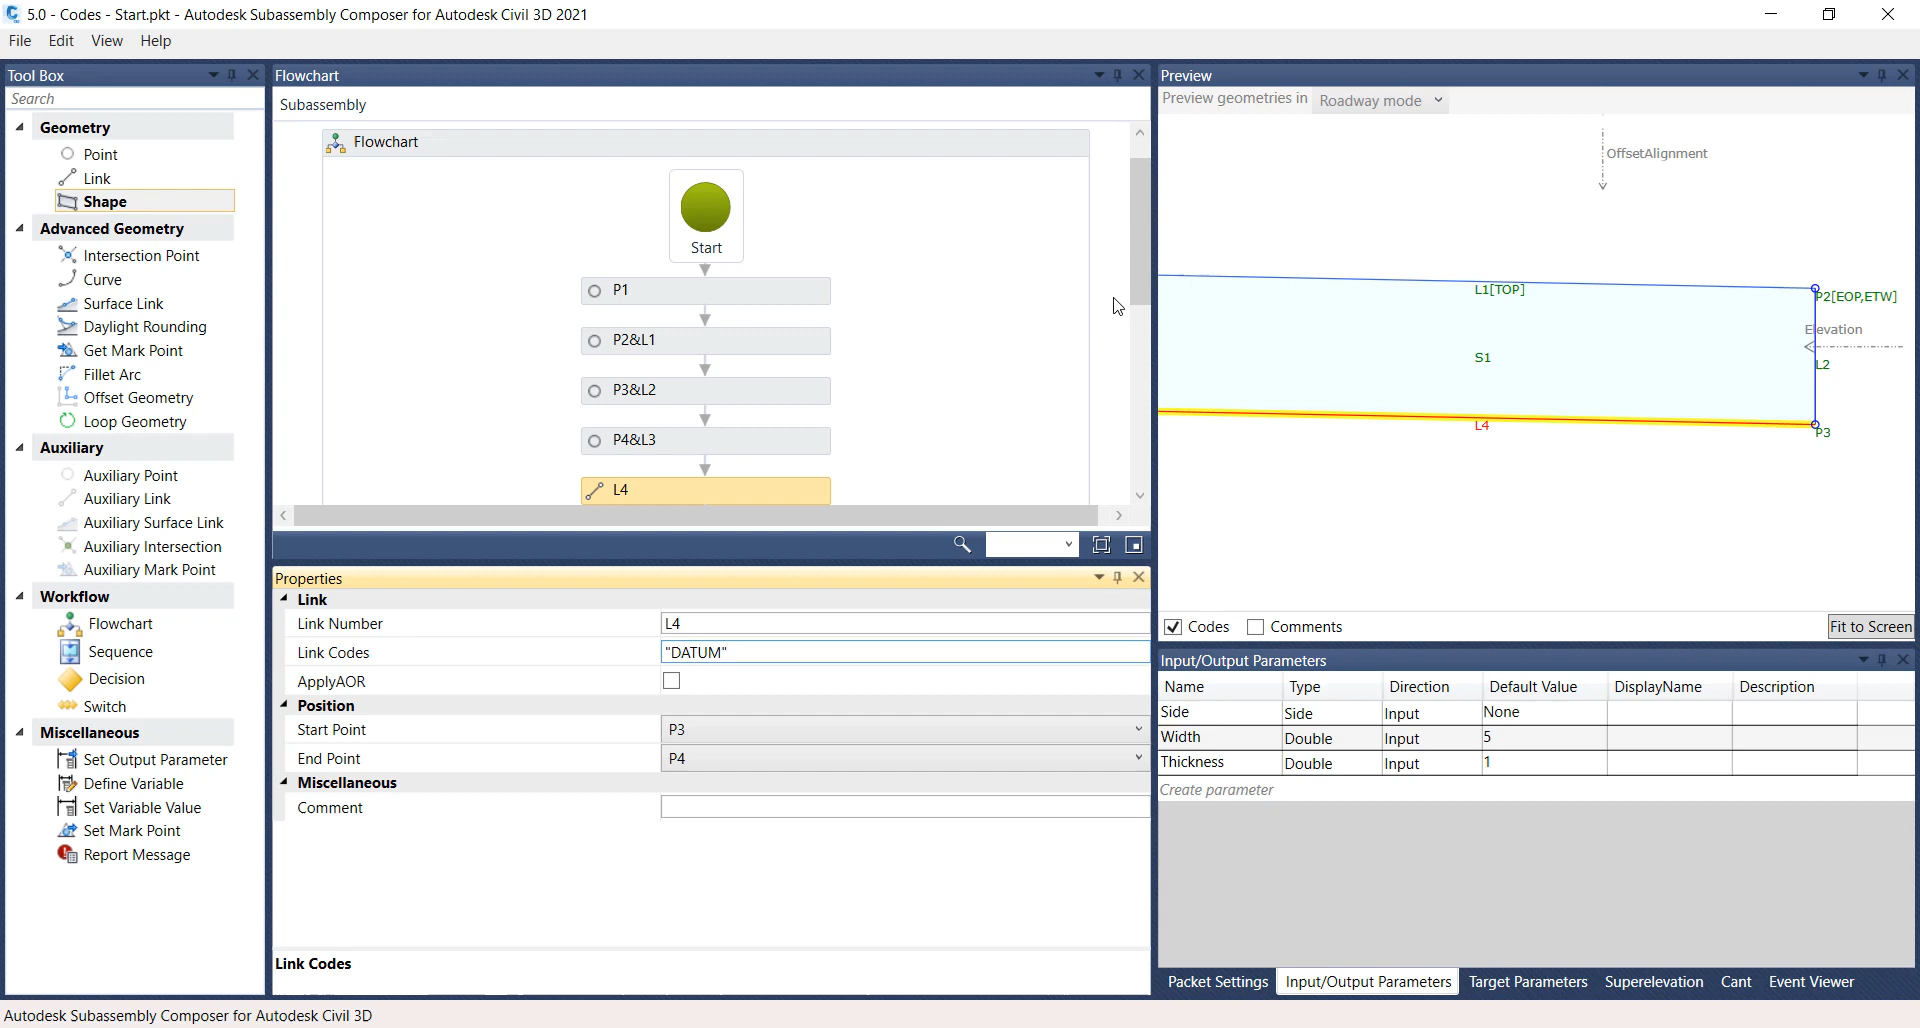 5.0 - Codes - Start.pkt - Autodesk Subassembly Composer for Autodesk Civil 3D 2021
File Edit View Help
Tool Box
Search
Geometry
Point
Link
Shape
Advanced Geometry
Intersection Point
Curve
Surface Link
Daylight Rounding
Get Mark Point
Fillet Arc
Offset Geometry
Loop Geometry
Auxiliary
Auxiliary Point
Auxiliary Link
Auxiliary Surface Link
Auxiliary Intersection
Auxiliary Mark Point
Workflow
Flowchart
Sequence
Decision
Switch
Miscellaneous
Set Output Parameter
Define Variable
Set Variable Value
Set Mark Point
Report Message
Flowchart
Subassembly
Flowchart
Start
P1
P2&L1
P3&L2
P4&L3
L4
Properties
Link
Link Number L4
Link Codes "DATUM"
ApplyAOR
Position
Start Point P3
End Point P4
Miscellaneous
Comment
Link Codes
Preview
Preview geometries in Roadway mode
OffsetAlignment
L1[TOP]
P2[EOP,ETW]
Elevation
S1
L2
L4
P3
Codes Comments Fit to Screen
Input/Output Parameters
Name Type Direction Default Value DisplayName Description
Side Side Input None
Width Double Input 5
Thickness Double Input 1
Create parameter
Packet Settings Input/Output Parameters Target Parameters Superelevation Cant Event Viewer
Autodesk Subassembly Composer for Autodesk Civil 3D